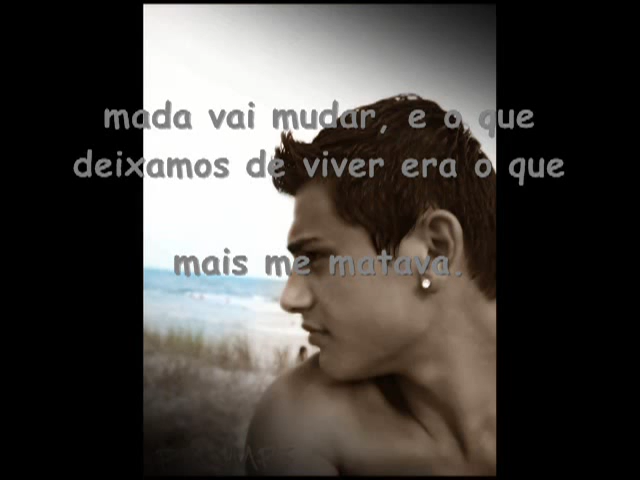 mada vai mudar, e o que
deixamos de viver era o que
mais me matava.